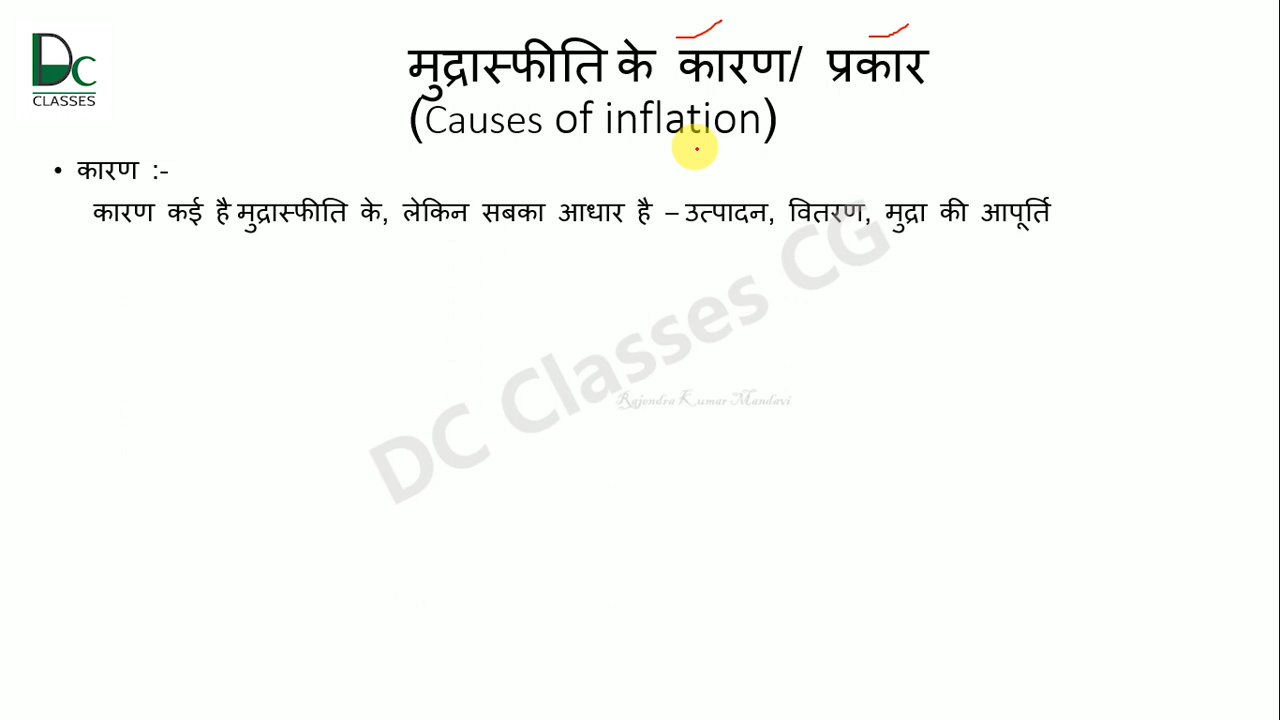 DC
CLASSES
मुद्रास्फीति के कारण/ प्रकार
(Causes of inflation)
• कारण :-
कारण कई है मुद्रास्फीति के, लेकिन सबका आधार है – उत्पादन, वितरण, मुद्रा की आपूर्ति
DC Classes CG
Rajendra Kumar Mandavi